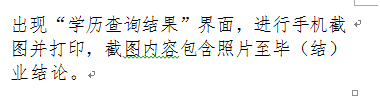 出现“学历查询结果”界面，进行手机截
图并打印，截图内容包含照片至毕（结）
业结论。